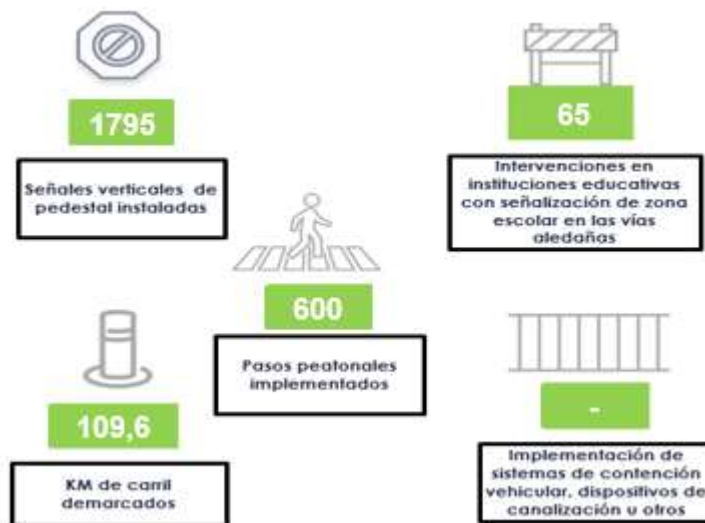 1795
Señales verticales de
pedestal instaladas
65
Intervenciones en
instituciones educativas
con señalización de zona
escolar en las vías
aledañas
600
Pasos peatonales
implementados
109,6
KM de carril
demarcados
-
Implementación de
sistemas de contención
vehicular, dispositivos de
canalización u otros